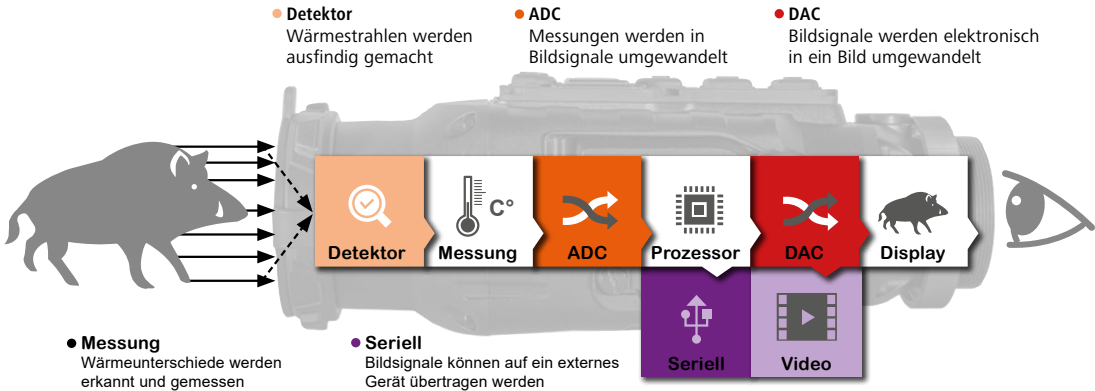 Detektor
Wärmestrahlen werden
ausfindig gemacht
ADC
Messungen werden in
Bildsignale umgewandelt
DAC
Bildsignale werden elektronisch
in ein Bild umgewandelt
C°
Detektor
Messung
ADC
Prozessor
DAC
Display
Seriell
Video
Messung
Wärmeunterschiede werden
erkannt und gemessen
Seriell
Bildsignale können auf ein externes
Gerät übertragen werden